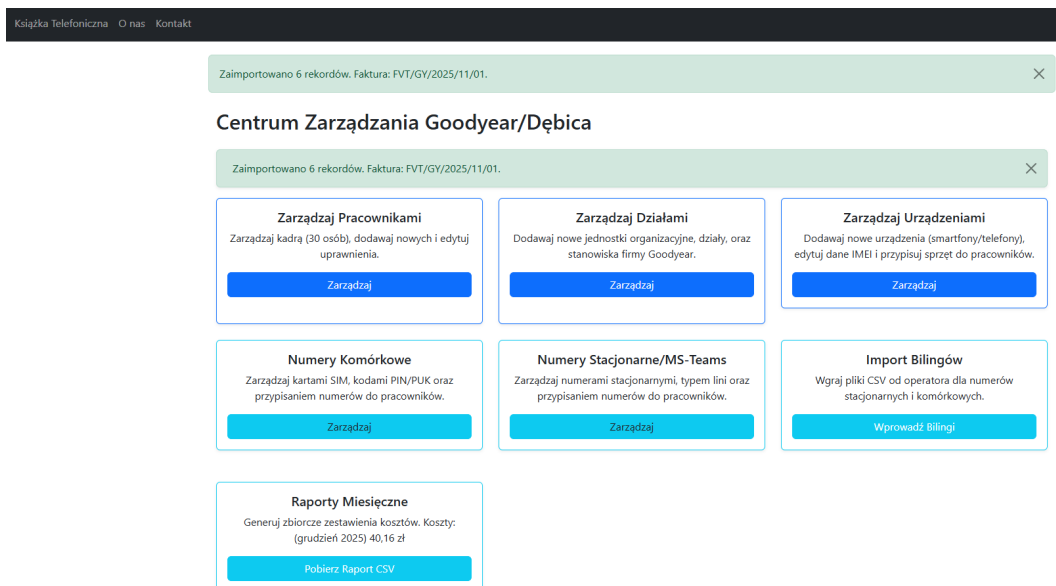 Książka Telefoniczna O nas Kontakt
Zaimportowano 6 rekordów. Faktura: FVT/GY/2025/11/01.
Centrum Zarządzania Goodyear/Dębica
Zaimportowano 6 rekordów. Faktura: FVT/GY/2025/11/01.
Zarządzaj Pracownikami
Zarządzaj kadrą (30 osób), dodawaj nowych i edytuj
uprawnienia.
Zarządzaj
Zarządzaj Działami
Dodawaj nowe jednostki organizacyjne, działy, oraz
stanowiska firmy Goodyear.
Zarządzaj
Zarządzaj Urządzeniami
Dodawaj nowe urządzenia (smartfony/telefony),
edytuj dane IMEI i przypisuj sprzęt do pracowników.
Zarządzaj
Numery Komórkowe
Zarządzaj kartami SIM, kodami PIN/PUK oraz
przypisaniem numerów do pracowników.
Zarządzaj
Numery Stacjonarne/MS-Teams
Zarządzaj numerami stacjonarnymi, typem lini oraz
przypisaniem numerów do pracowników.
Zarządzaj
Import Bilingów
Wgraj pliki CSV od operatora dla numerów
stacjonarnych i komórkowych.
Wprowadź Bilingi
Raporty Miesięczne
Generuj zbiorcze zestawienia kosztów. Koszty:
(grudzień 2025) 40,16 zł
Pobierz Raport CSV